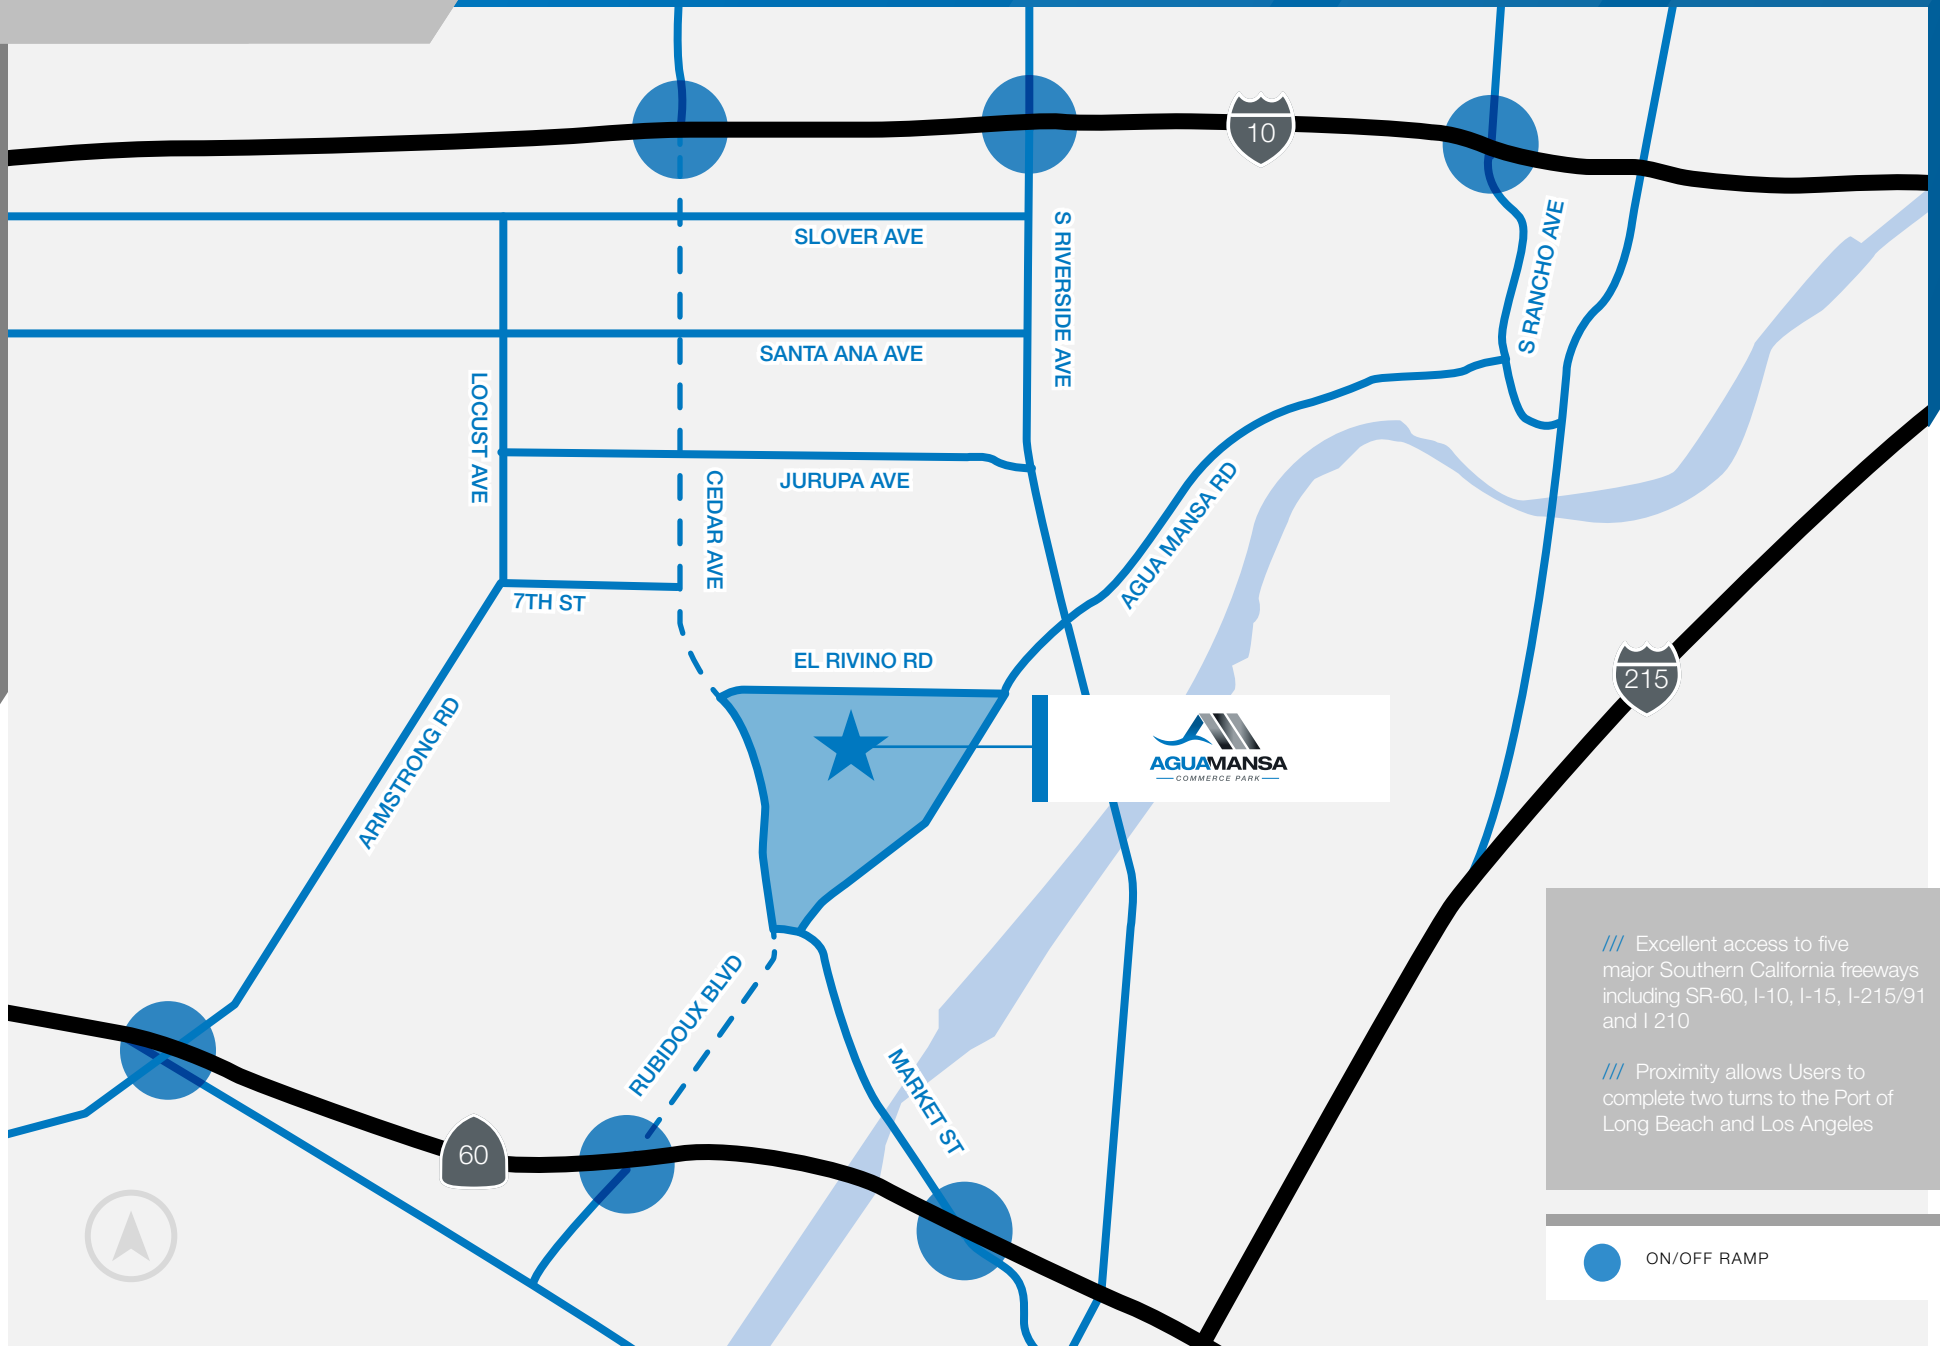 10
SLOVER AVE
S RIVERSIDE AVE
S RANCHO AVE
SANTA ANA AVE
LOCUST AVE
JURUPA AVE
CEDAR AVE
AGUA MANSA RD
7TH ST
EL RIVINO RD
215
ARMSTRONG RD
AGUAMANSA
COMMERCE PARK
/// Excellent access to five
major Southern California freeways
including SR-60, I-10, I-15, I-215/91
and I 210
/// Proximity allows Users to
complete two turns to the Port of
Long Beach and Los Angeles
RUBIDOUX BLVD
MARKET ST
60
ON/OFF RAMP